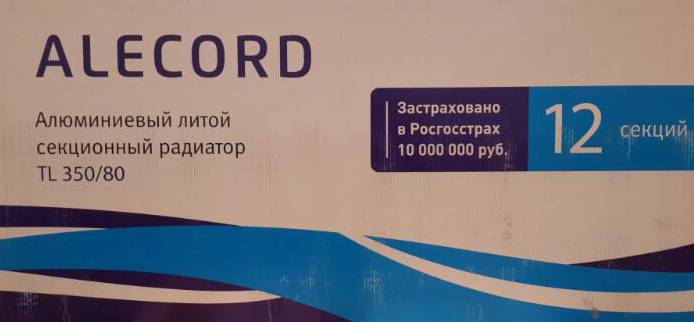 ALECORD
Алюминиевый литой
секционный радиатор
TL 350/80
Застраховано
в Росгосстрах
10 000 000 руб.
12 секций